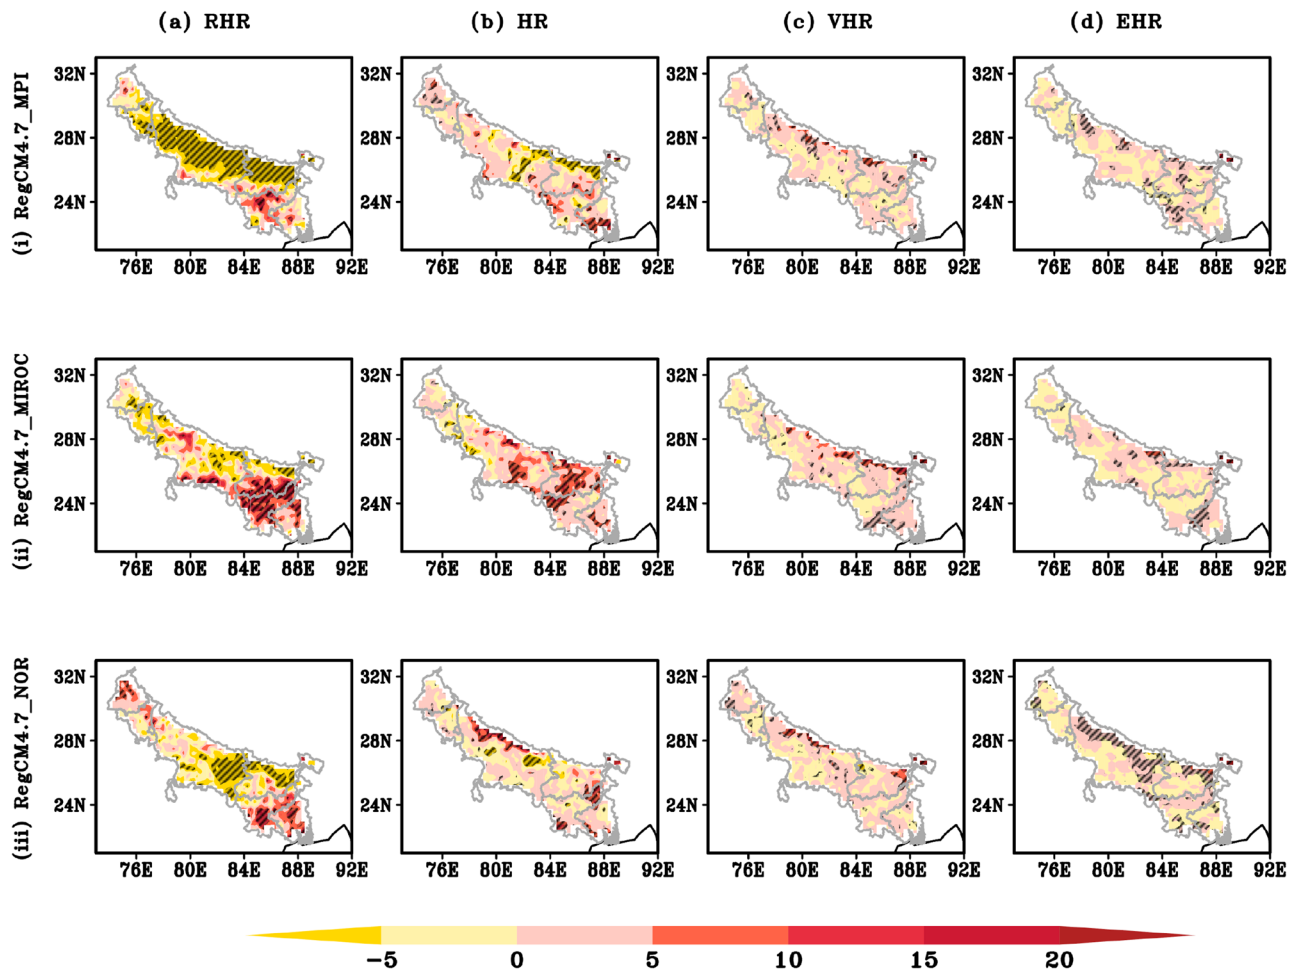 (a) RHR (b) HR (c) VHR (d) EHR
(i) RegCM4.7_MPI
32N 32N 32N 32N
28N 28N 28N 28N
24N 24N 24N 24N
76E 80E 84E 88E 92E 76E 80E 84E 88E 92E 76E 80E 84E 88E 92E 76E 80E 84E 88E 92E
(ii) RegCM4.7_MIROC
32N 32N 32N 32N
28N 28N 28N 28N
24N 24N 24N 24N
76E 80E 84E 88E 92E 76E 80E 84E 88E 92E 76E 80E 84E 88E 92E 76E 80E 84E 88E 92E
(iii) RegCM4.7_NOR
32N 32N 32N 32N
28N 28N 28N 28N
24N 24N 24N 24N
76E 80E 84E 88E 92E 76E 80E 84E 88E 92E 76E 80E 84E 88E 92E 76E 80E 84E 88E 92E
−5 0 5 10 15 20